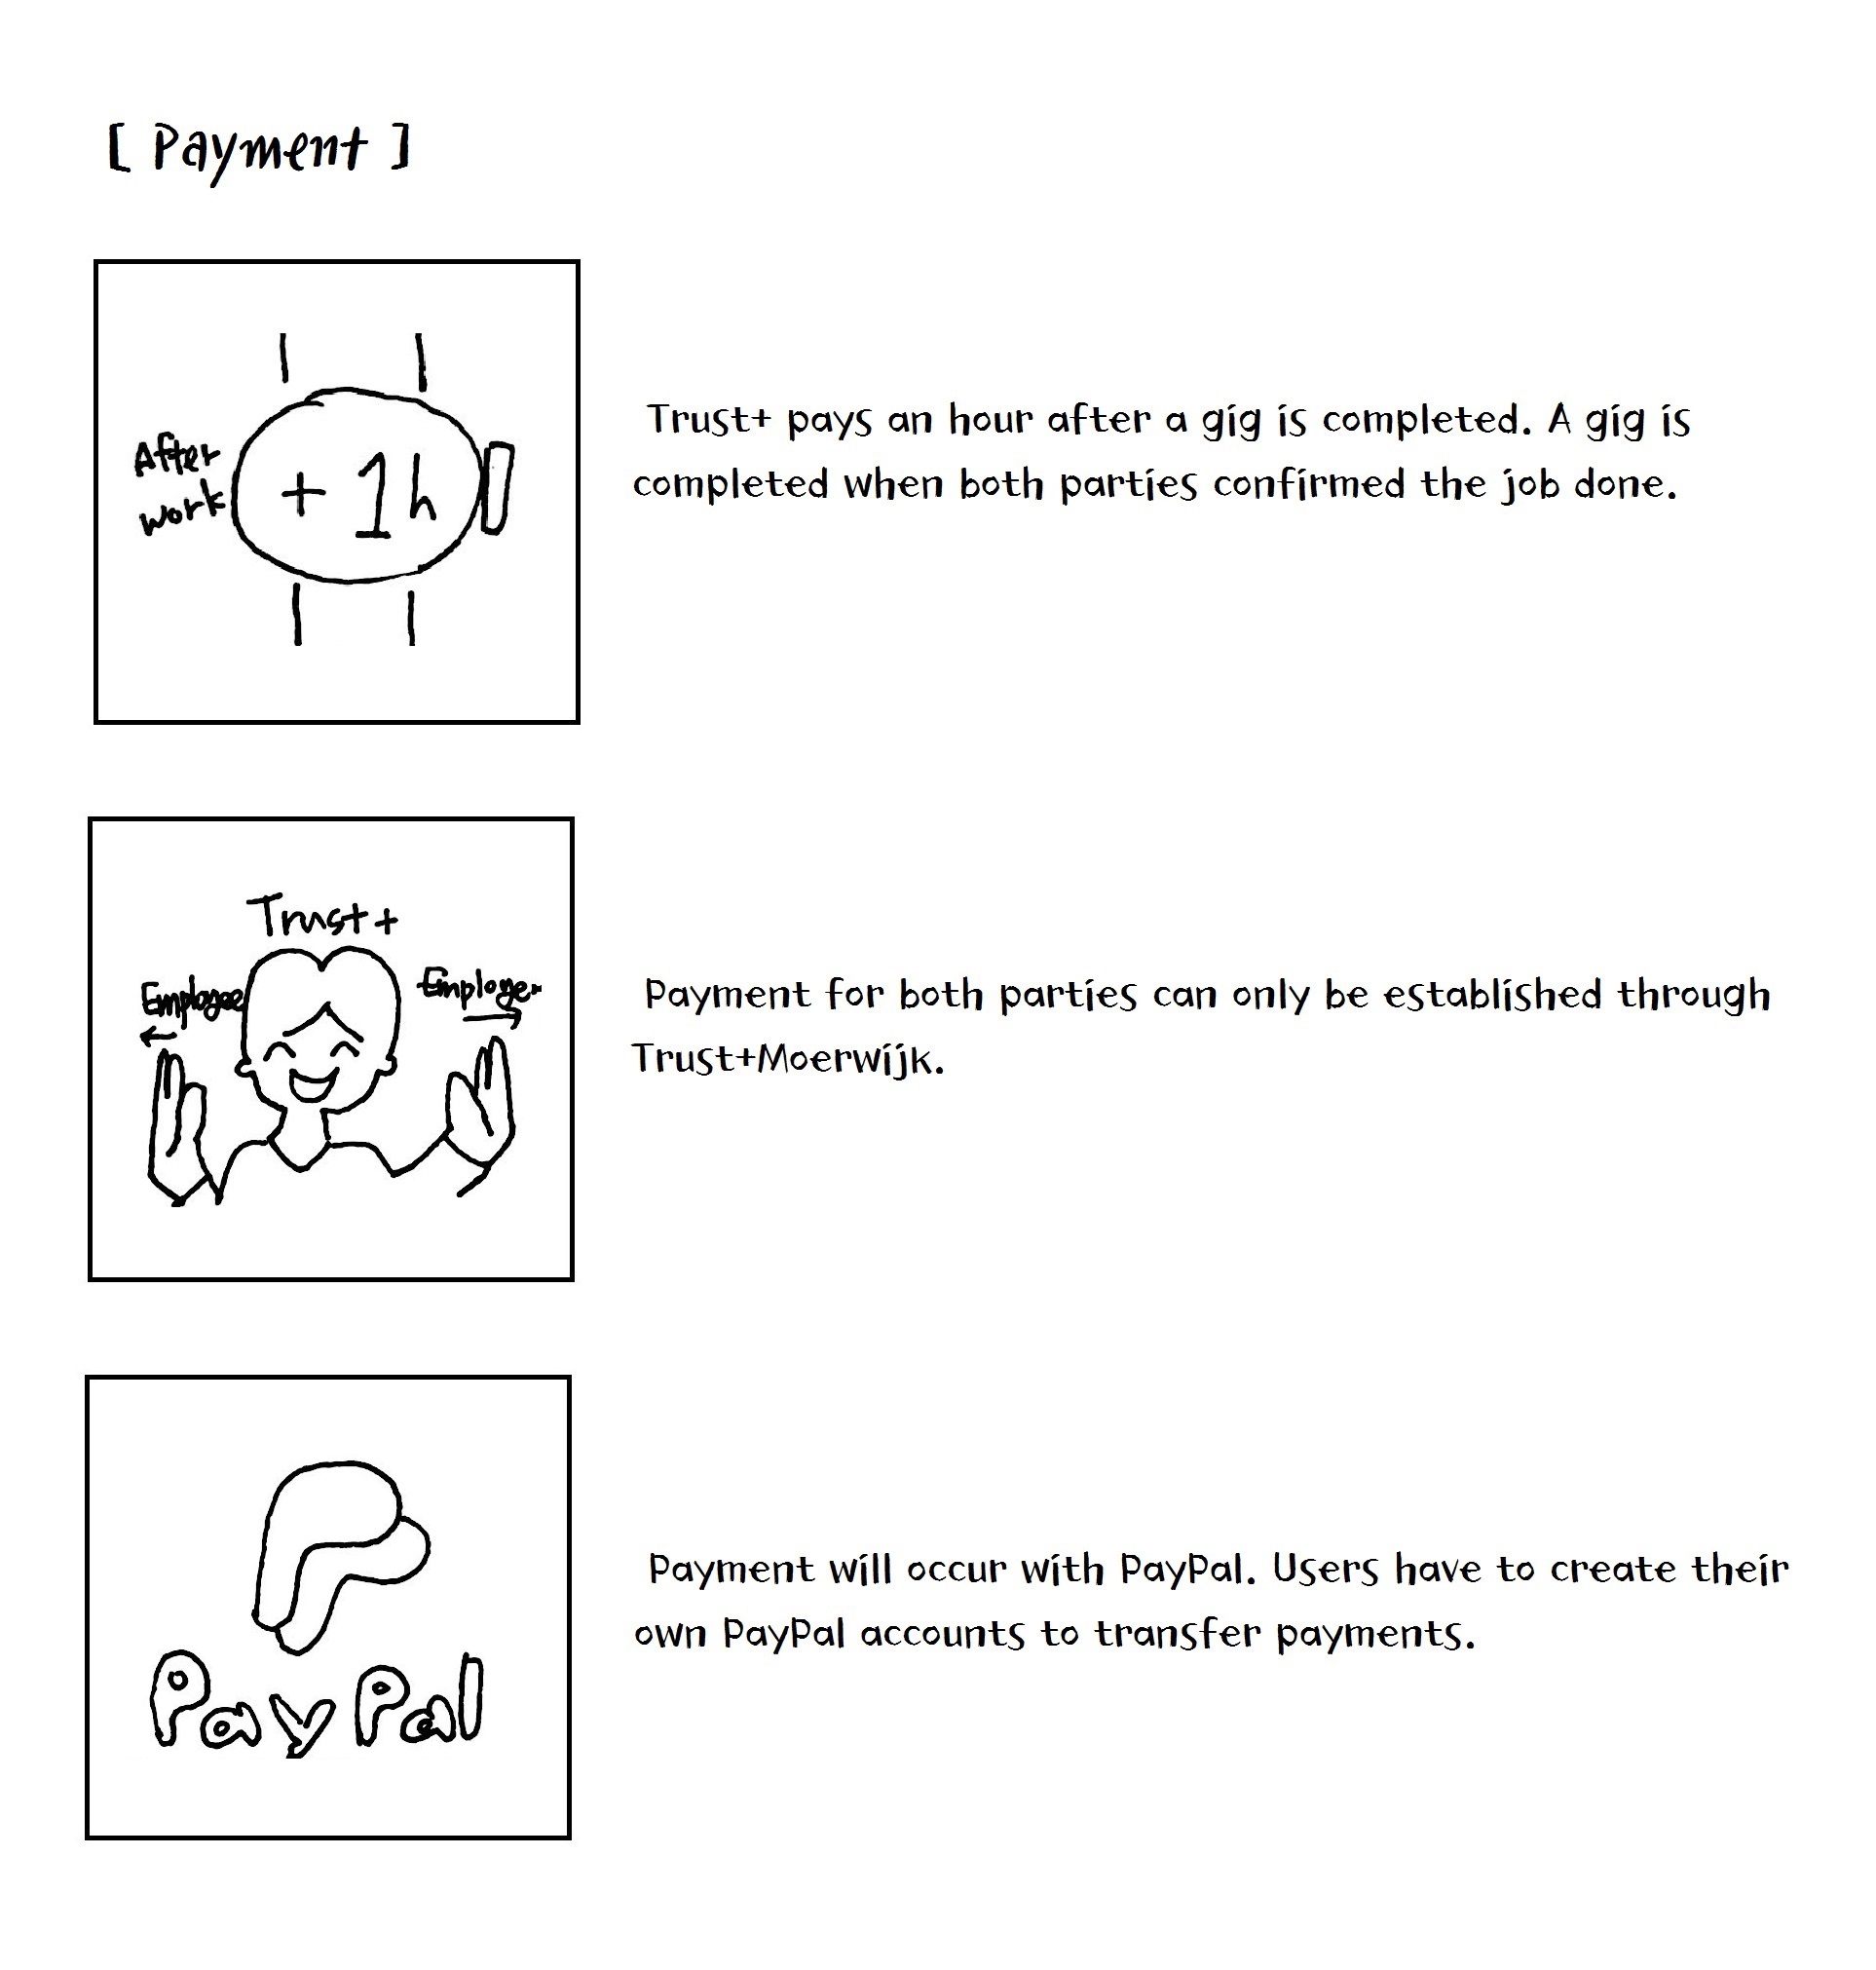 [ Payment ]
After
work
+ 1h
Trust+ pays an hour after a gig is completed. A gig is
completed when both parties confirmed the job done.
Trust+
Employee
Employer
Payment for both parties can only be established through
Trust+Moerwijk.
PayPal
Payment will occur with PayPal. Users have to create their
own PayPal accounts to transfer payments.